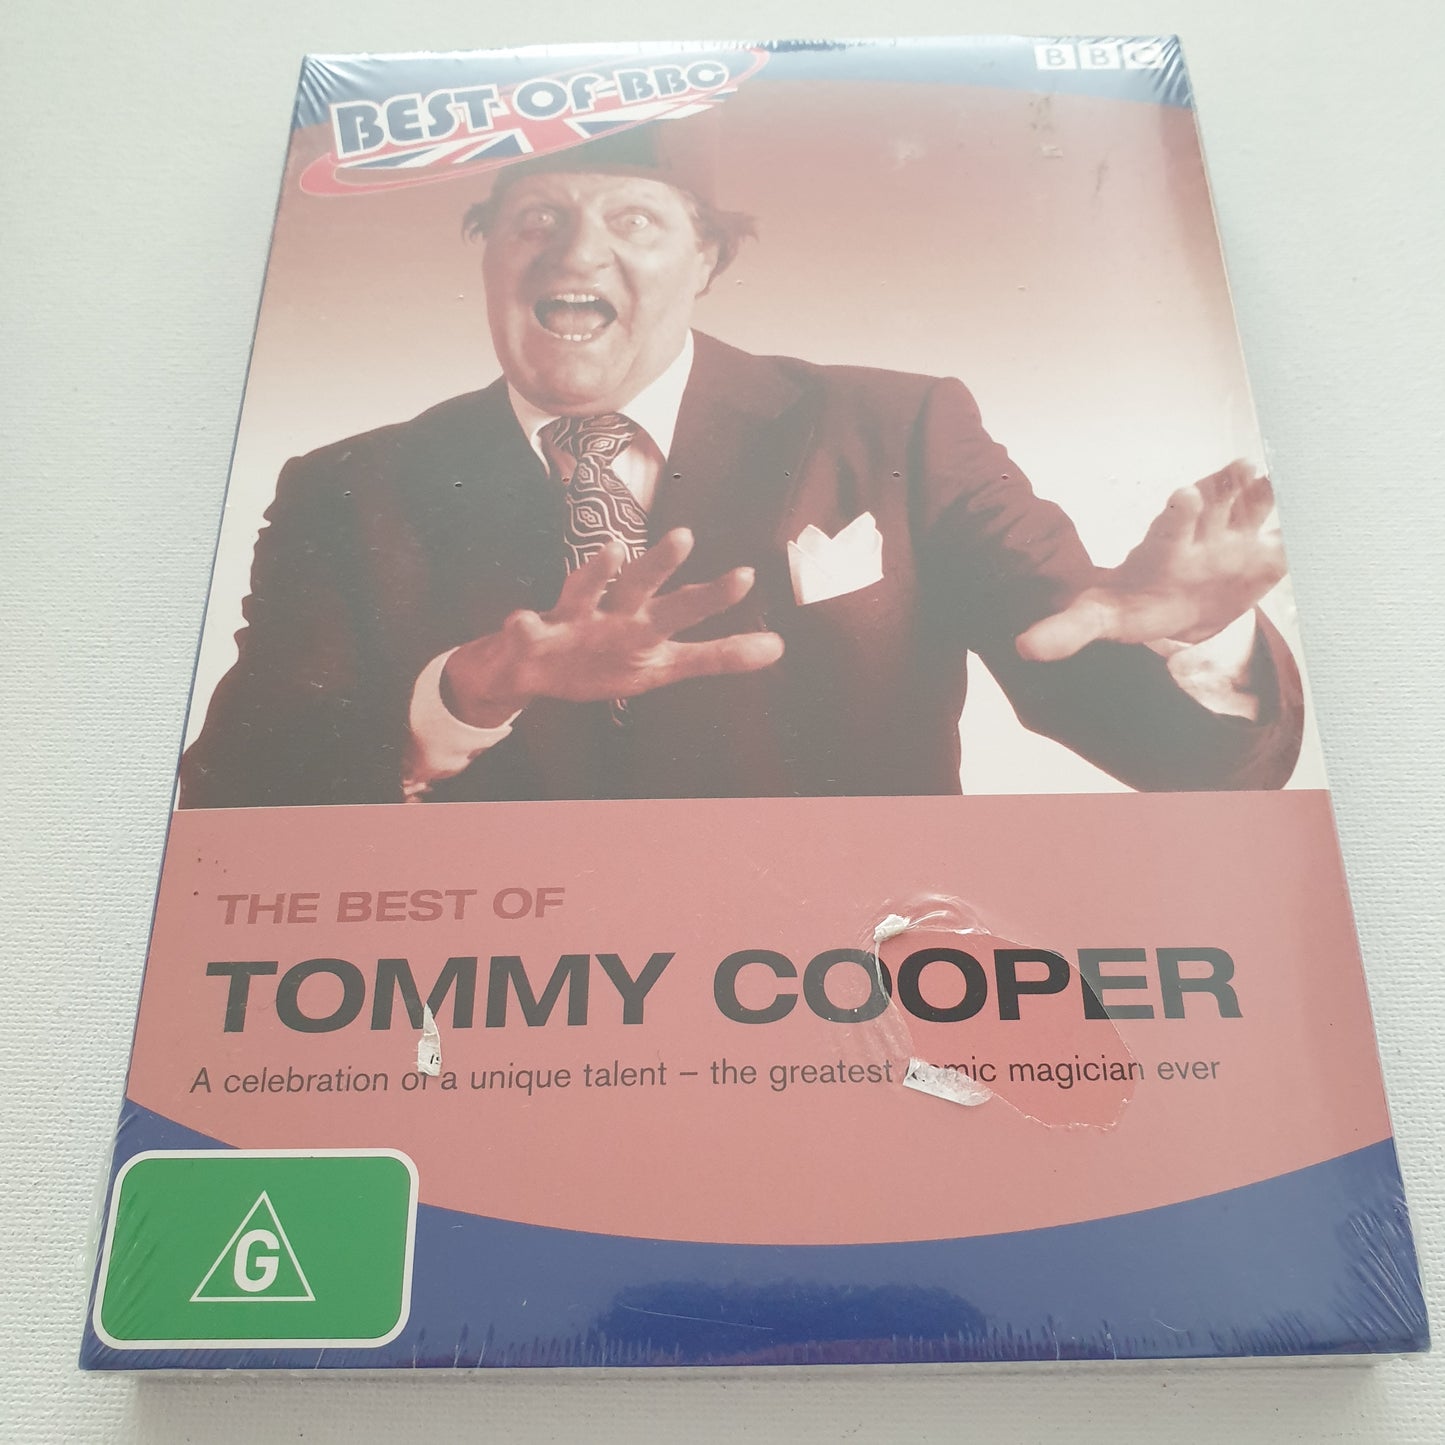 BEST OF BBC
BBC
THE BEST OF
TOMMY COOPER
A celebration of a unique talent – the greatest comic magician ever
G